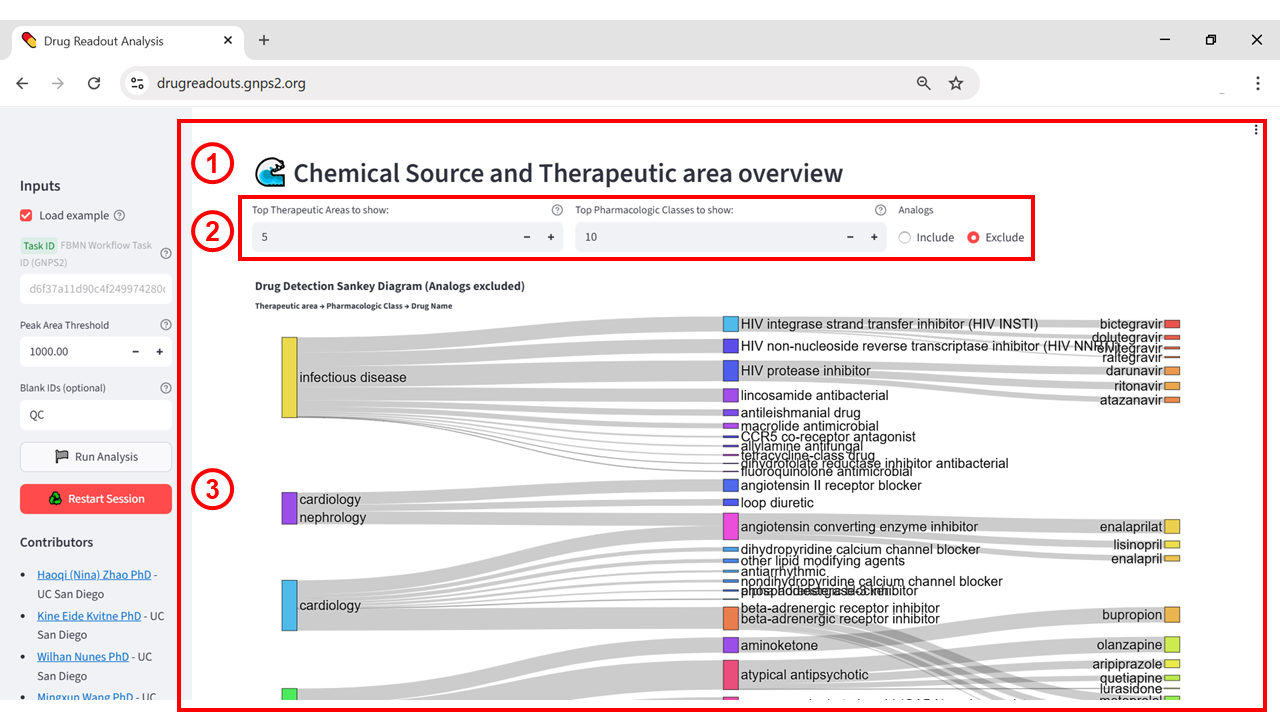 Drug Readout Analysis
drugreadouts.gnps2.org
Inputs
Load example
Task ID FBMN Workflow Task
ID (GNPS2)
d6f37a11d90c4f249974280
Peak Area Threshold
1000.00
Blank IDs (optional)
QC
Run Analysis
Restart Session
Contributors
Haoqi (Nina) Zhao PhD -
UC San Diego
Kine Eide Kvitne PhD - UC
San Diego
Wilhan Nunes PhD - UC
San Diego
Mingxun Wang PhD - UC
1
Chemical Source and Therapeutic area overview
2
Top Therapeutic Areas to show:
5
Top Pharmacologic Classes to show:
10
Analogs
Include
Exclude
3
Drug Detection Sankey Diagram (Analogs excluded)
Therapeutic area → Pharmacologic Class → Drug Name
infectious disease
cardiology
nephrology
cardiology
HIV integrase strand transfer inhibitor (HIV INSTI)
HIV non-nucleoside reverse transcriptase inhibitor (HIV NNRTI)
HIV protease inhibitor
lincosamide antibacterial
antileishmanial drug
macrolide antimicrobial
CCR5 co-receptor antagonist
allylamine antifungal
tetracycline-class drug
dihydrofolate reductase inhibitor antibacterial
fluoroquinolone antimicrobial
angiotensin II receptor blocker
loop diuretic
angiotensin converting enzyme inhibitor
dihydropyridine calcium channel blocker
other lipid modifying agents
antiarrhythmic
nondihydropyridine calcium channel blocker
beta-adrenergic receptor inhibitor
beta-adrenergic receptor inhibitor
aminoketone
atypical antipsychotic
bictegravir
dolutegravir
elvitegravir
raltegravir
darunavir
ritonavir
atazanavir
enalaprilat
lisinopril
enalapril
bupropion
olanzapine
aripiprazole
quetiapine
lurasidone
metoprolol